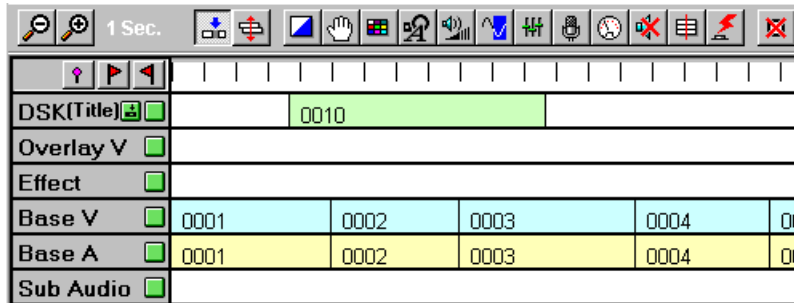 1 Sec.
DSK(Title)
0010
Overlay V
Effect
Base V 0001 0002 0003 0004
Base A 0001 0002 0003 0004
Sub Audio